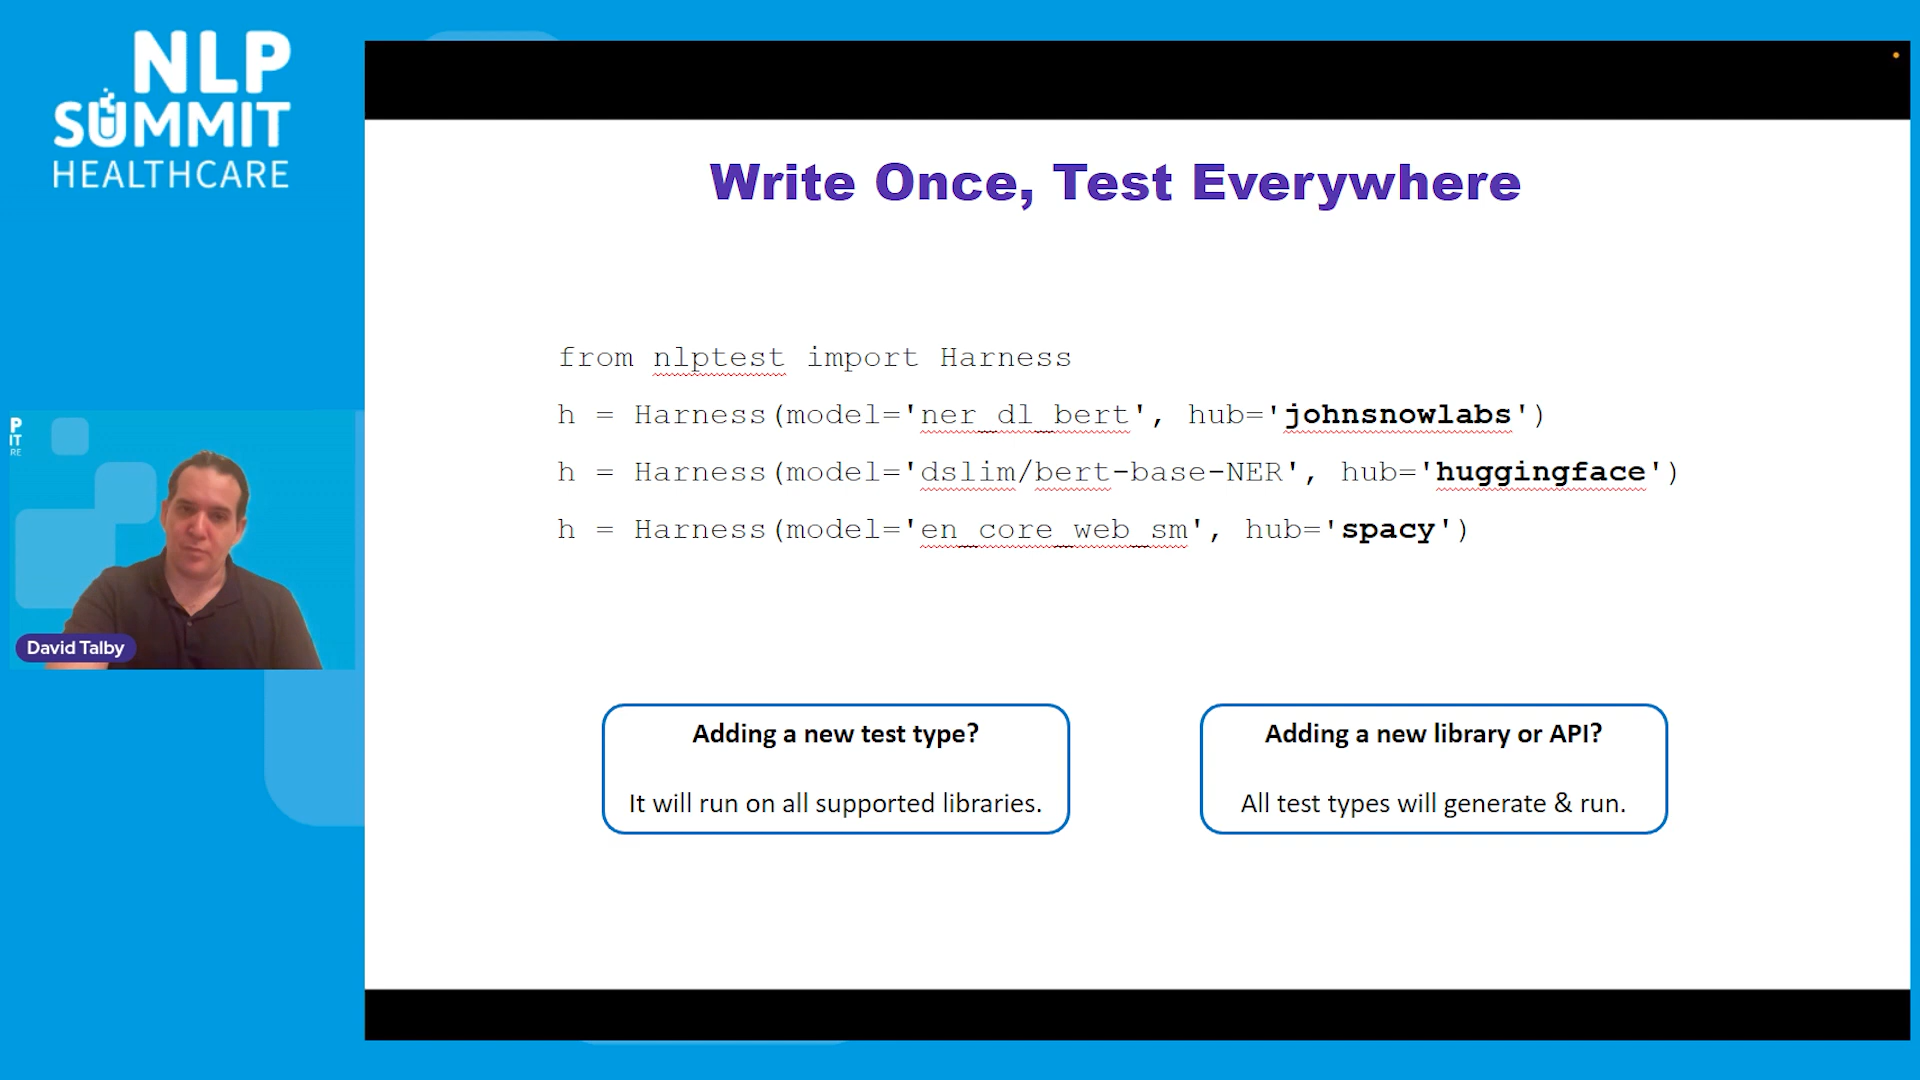 NLP
SUMMIT
HEALTHCARE
Write Once, Test Everywhere
from nlptest import Harness
h = Harness(model='ner_dl_bert', hub='johnsnowlabs')
h = Harness(model='dslim/bert-base-NER', hub='huggingface')
h = Harness(model='en_core_web_sm', hub='spacy')
P
IT
RE
David Talby
Adding a new test type?
It will run on all supported libraries.
Adding a new library or API?
All test types will generate & run.